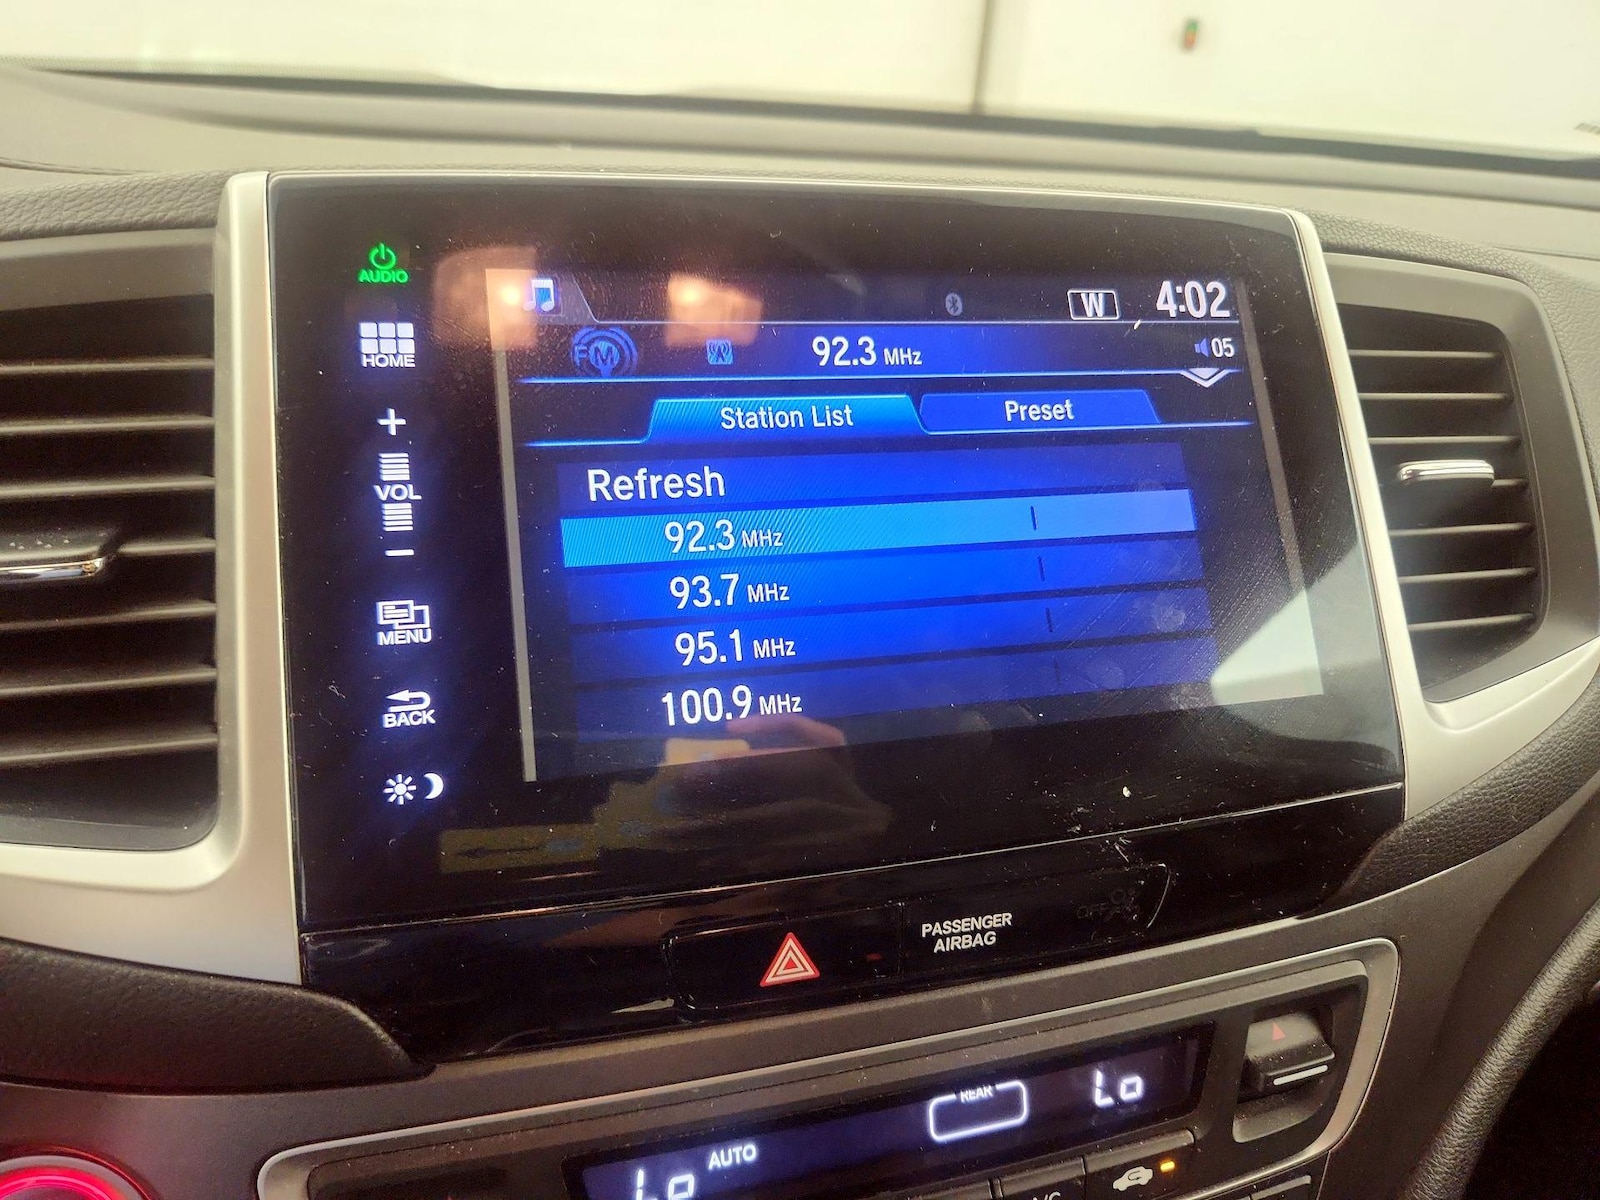 AUDIO
HOME
+
VOL
−
MENU
BACK
W 4:02
FM 92.3 MHz 05
Station List Preset
Refresh
92.3 MHz
93.7 MHz
95.1 MHz
100.9 MHz
PASSENGER
AIRBAG
OFF
REAR
Lo
AUTO
Lo
A/C